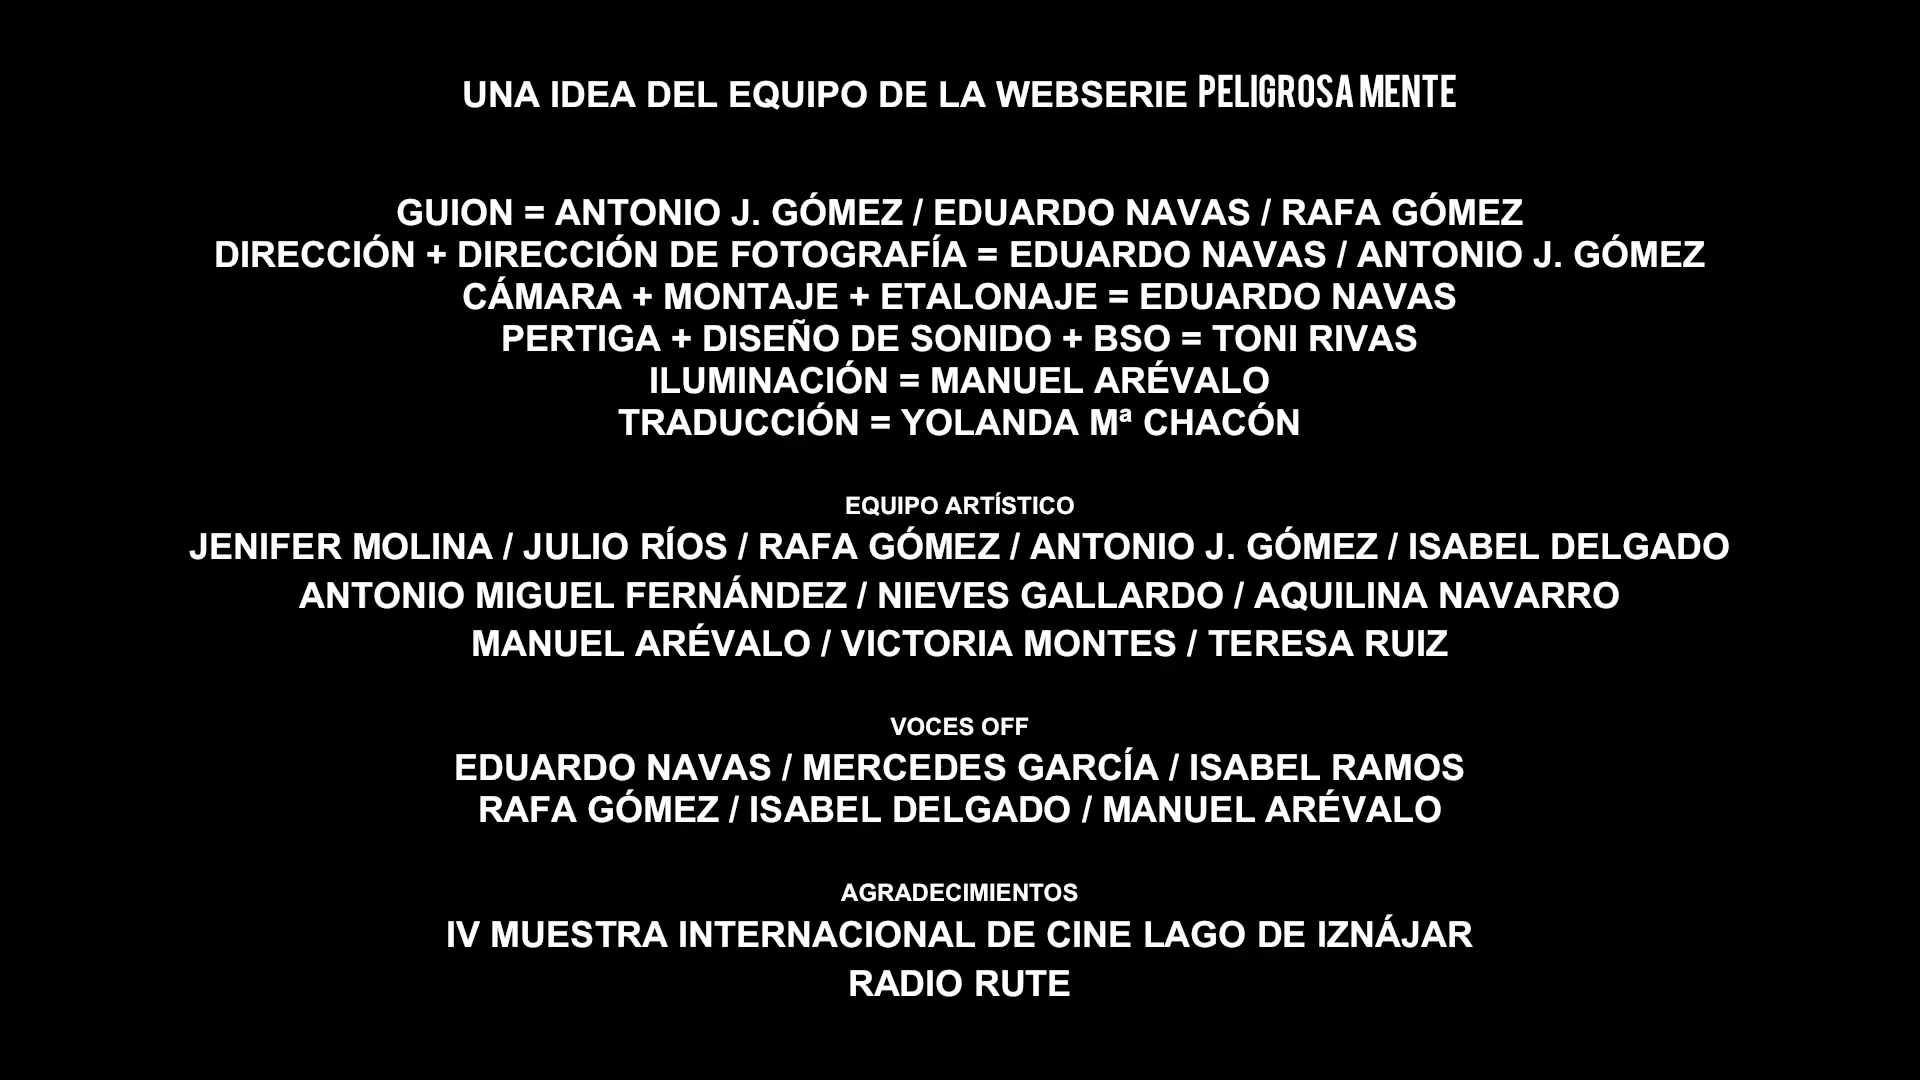 UNA IDEA DEL EQUIPO DE LA WEBSERIE PELIGROSA MENTE
GUION = ANTONIO J. GÓMEZ / EDUARDO NAVAS / RAFA GÓMEZ
DIRECCIÓN + DIRECCIÓN DE FOTOGRAFÍA = EDUARDO NAVAS / ANTONIO J. GÓMEZ
CÁMARA + MONTAJE + ETALONAJE = EDUARDO NAVAS
PERTIGA + DISEÑO DE SONIDO + BSO = TONI RIVAS
ILUMINACIÓN = MANUEL ARÉVALO
TRADUCCIÓN = YOLANDA Mª CHACÓN
EQUIPO ARTÍSTICO
JENIFER MOLINA / JULIO RÍOS / RAFA GÓMEZ / ANTONIO J. GÓMEZ / ISABEL DELGADO
ANTONIO MIGUEL FERNÁNDEZ / NIEVES GALLARDO / AQUILINA NAVARRO
MANUEL ARÉVALO / VICTORIA MONTES / TERESA RUIZ
VOCES OFF
EDUARDO NAVAS / MERCEDES GARCÍA / ISABEL RAMOS
RAFA GÓMEZ / ISABEL DELGADO / MANUEL ARÉVALO
AGRADECIMIENTOS
IV MUESTRA INTERNACIONAL DE CINE LAGO DE IZNÁJAR
RADIO RUTE